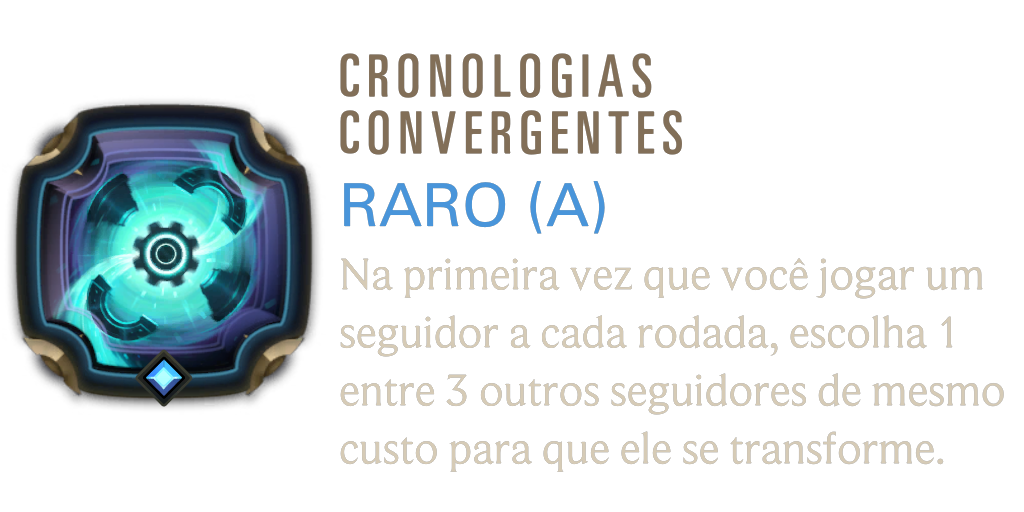 CRONOLOGIAS
CONVERGENTES
RARO (A)
Na primeira vez que você jogar um
seguidor a cada rodada, escolha 1
entre 3 outros seguidores de mesmo
custo para que ele se transforme.